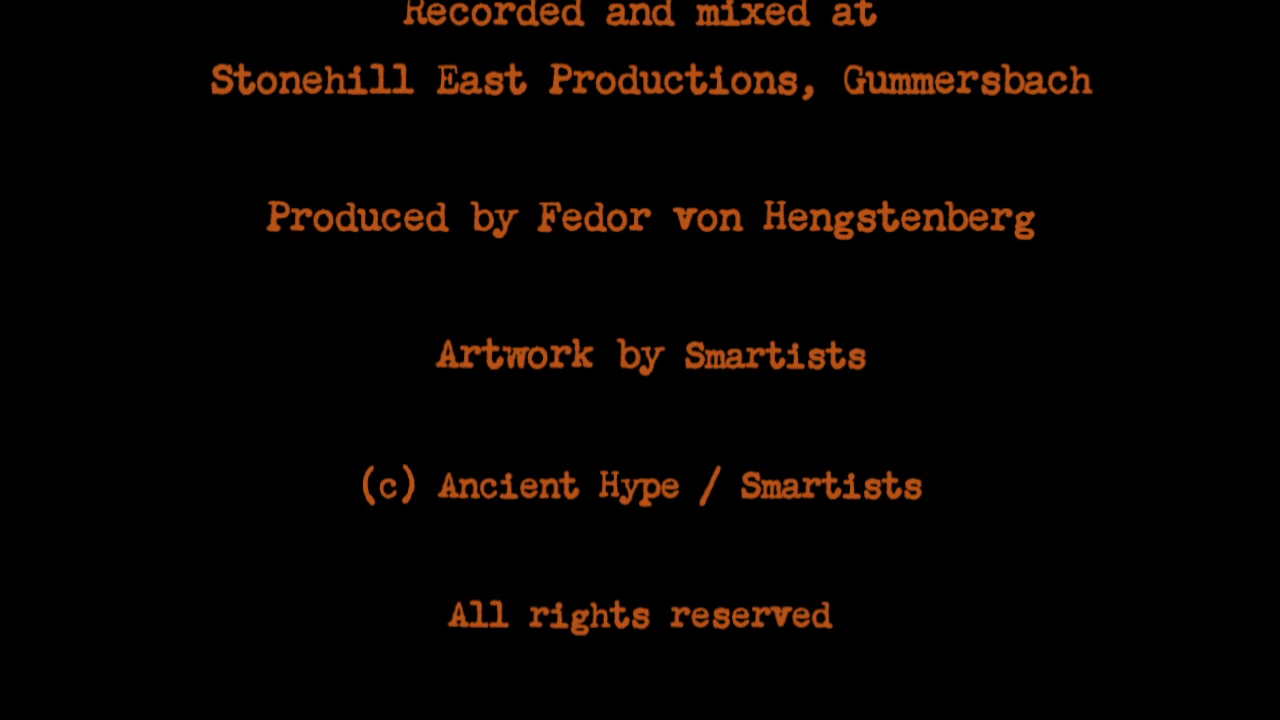 Recorded and mixed at
Stonehill East Productions, Gummersbach
Produced by Fedor von Hengstenberg
Artwork by Smartists
(c) Ancient Hype / Smartists
All rights reserved